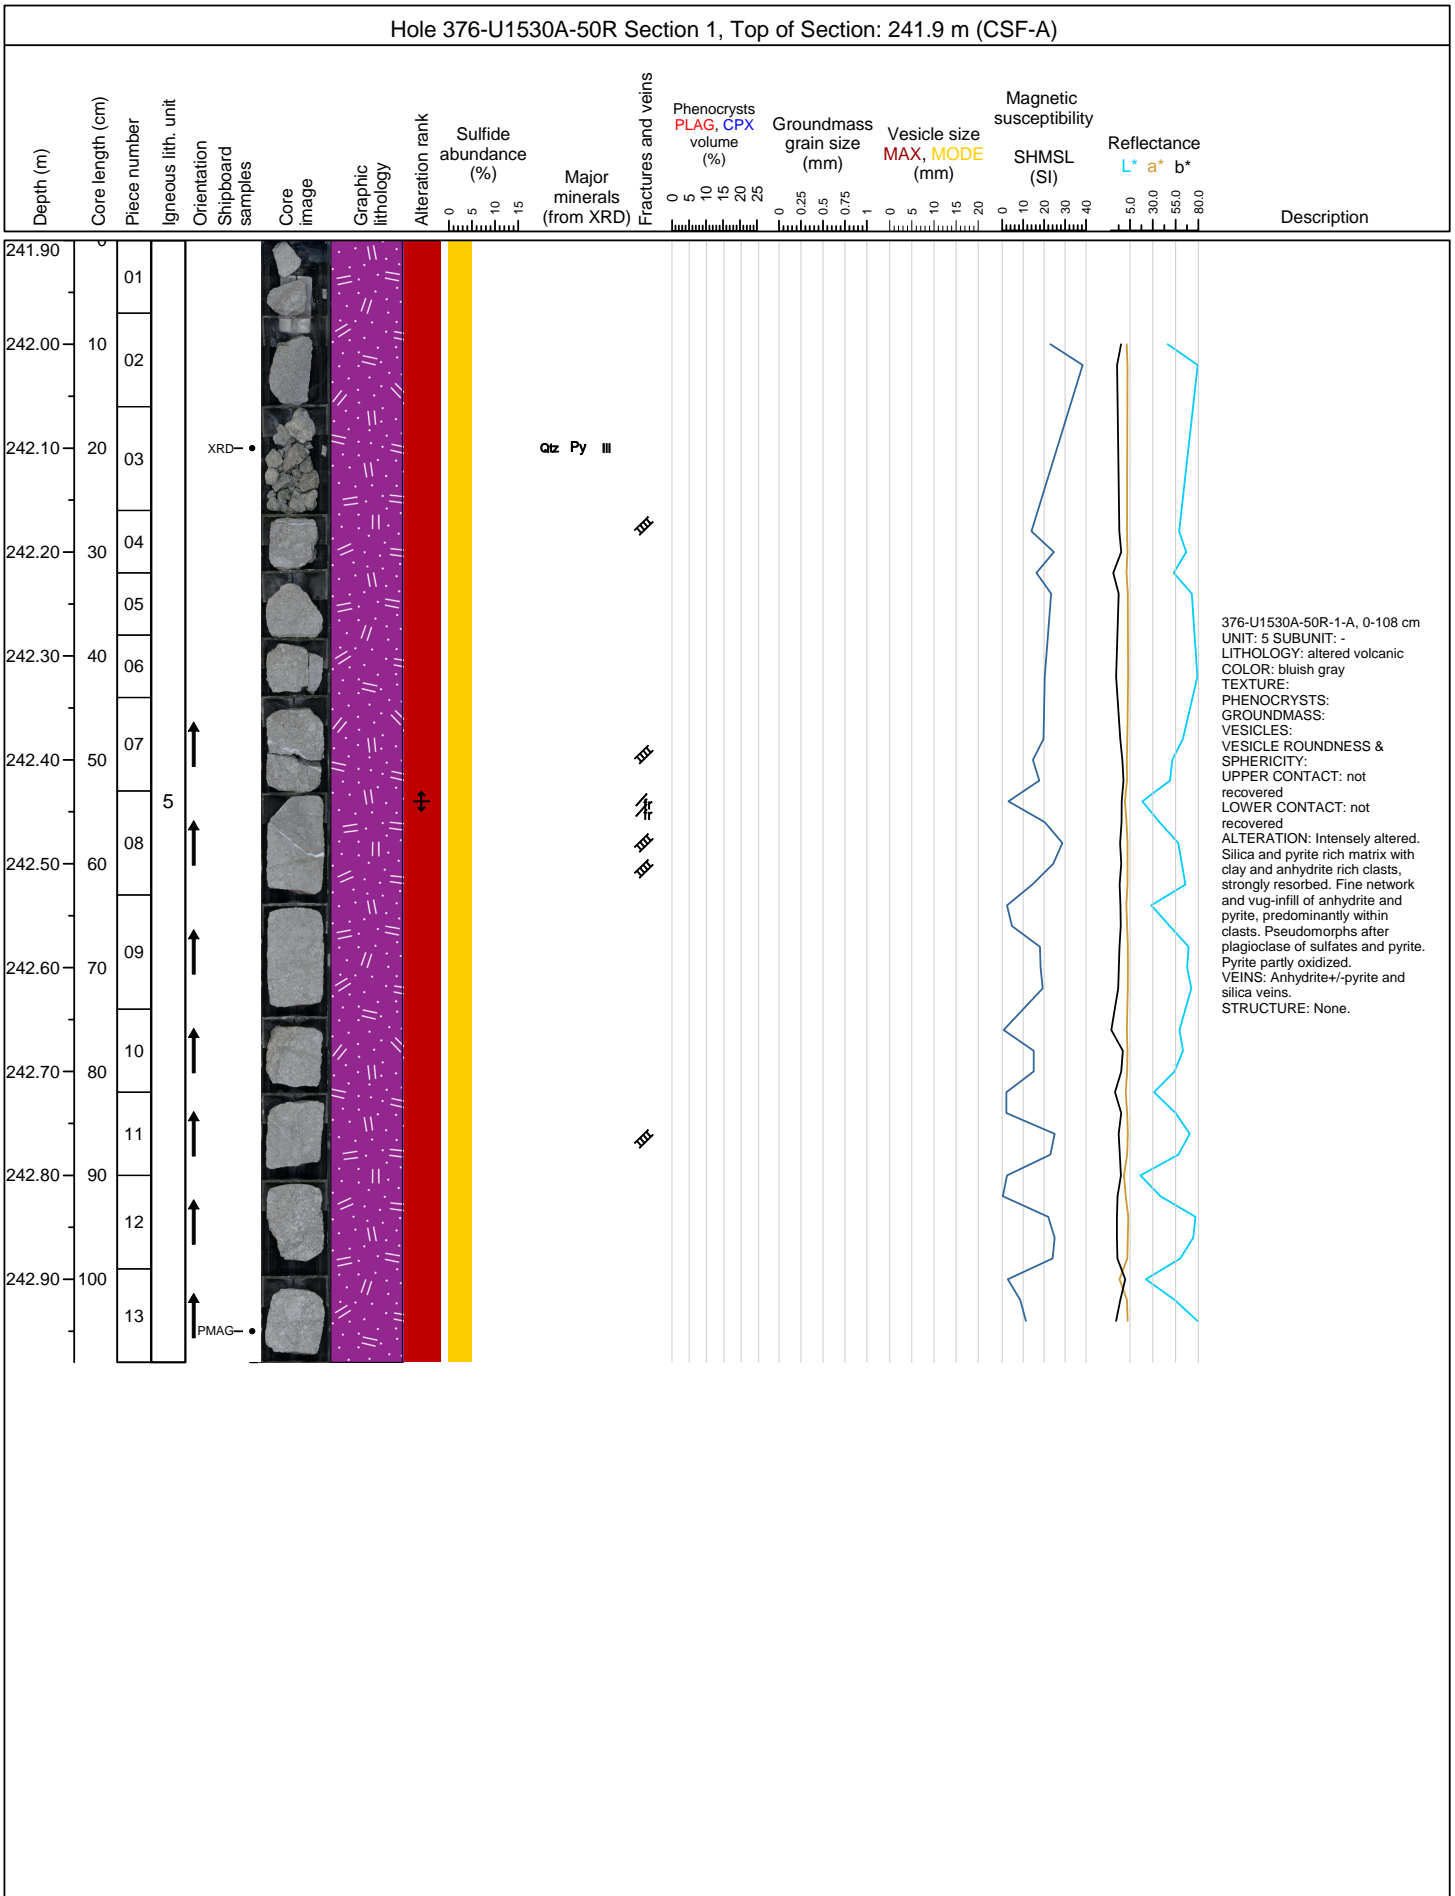 Hole 376-U1530A-50R Section 1, Top of Section: 241.9 m (CSF-A)
Depth (m)
Core length (cm)
Piece number
Igneous lith. unit
Orientation
Shipboard
samples
Core
image
Graphic
lithology
Alteration rank
Sulfide
abundance
(%)
0 5 10 15
Major
minerals
(from XRD)
Fractures and veins
Phenocrysts
PLAG, CPX
volume
(%)
0 5 10 15 20 25
Groundmass
grain size
(mm)
0 0.25 0.5 0.75 1
Vesicle size
MAX, MODE
(mm)
0 5 10 15 20
Magnetic
susceptibility
SHMSL
(SI)
0 10 20 30 40
Reflectance
L* a* b*
5.0 30.0 55.0 80.0
Description
241.90 0
01
242.00 10
02
242.10 20
03
XRD
Qtz Py Ill
04
242.20 30
05
242.30 40
06
07
242.40 50
5
fr
fr
08
242.50 60
09
242.60 70
10
242.70 80
11
242.80 90
12
242.90 100
13
PMAG
376-U1530A-50R-1-A, 0-108 cm
UNIT: 5 SUBUNIT: -
LITHOLOGY: altered volcanic
COLOR: bluish gray
TEXTURE:
PHENOCRYSTS:
GROUNDMASS:
VESICLES:
VESICLE ROUNDNESS &
SPHERICITY:
UPPER CONTACT: not
recovered
LOWER CONTACT: not
recovered
ALTERATION: Intensely altered.
Silica and pyrite rich matrix with
clay and anhydrite rich clasts,
strongly resorbed. Fine network
and vug-infill of anhydrite and
pyrite, predominantly within
clasts. Pseudomorphs after
plagioclase of sulfates and pyrite.
Pyrite partly oxidized.
VEINS: Anhydrite+/-pyrite and
silica veins.
STRUCTURE: None.